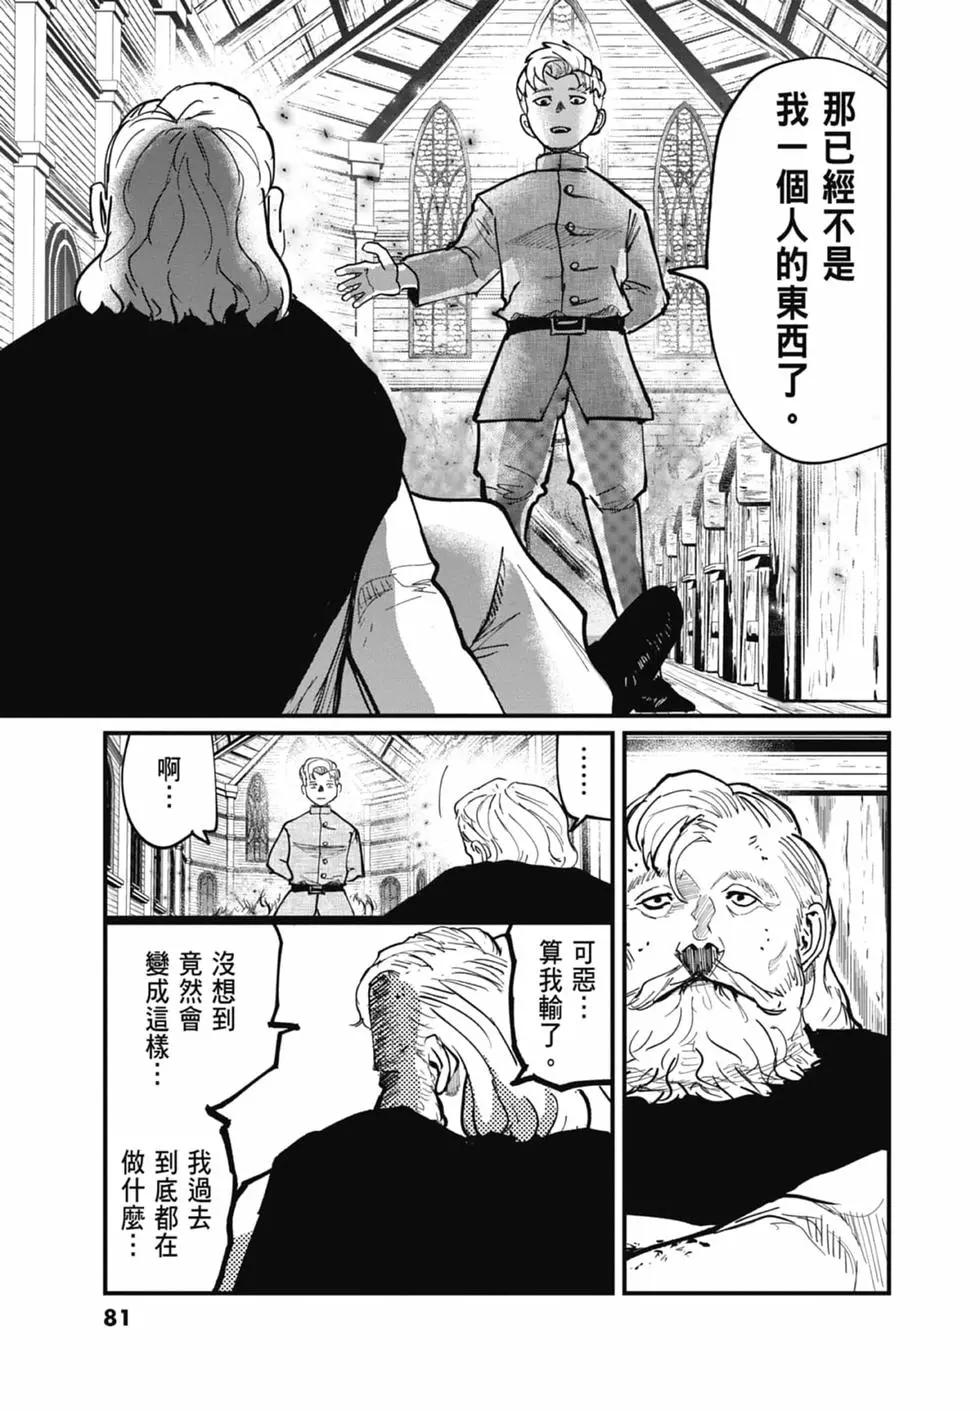 那已經不是
我一個人的東西了。
……
啊…
可惡…
算我輸了。
沒想到
竟然會
變成這樣…
我過去
到底都在
做什麼…
81